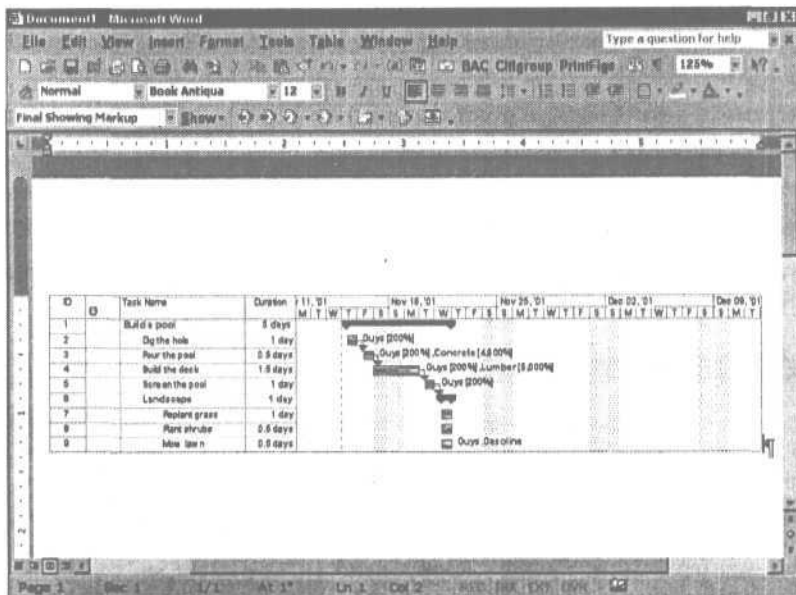 Document1 - Microsoft Word
File Edit View Insert Format Tools Table Window Help Type a question for help
BAC Citigroup PrintFigs 125%
Normal Book Antiqua 12 B I U
Final Showing Markup Show
ID Task Name Duration 11, '01 Nov 18, '01 Nov 25, '01 Dec 02, '01 Dec 09, '01
M T W T F S S M T W T F S S M T W T F S S M T W T F S S M T
1 Build a pool 5 days
2 Dig the hole 1 day Guys [200%]
3 Pour the pool 0.5 days Guys [200%],Concrete [4,800%]
4 Build the deck 1.5 days Guys [200%],Lumber [5,000%]
5 Screen the pool 1 day Guys [200%]
6 Landscape 1 day
7 Replant grass 1 day
8 Plant shrubs 0.5 days
9 Mow lawn 0.5 days Guys,Gasoline
Page 1 Sec 1 1/1 At 1" Ln 1 Col 2 REC TRK EXT OVR